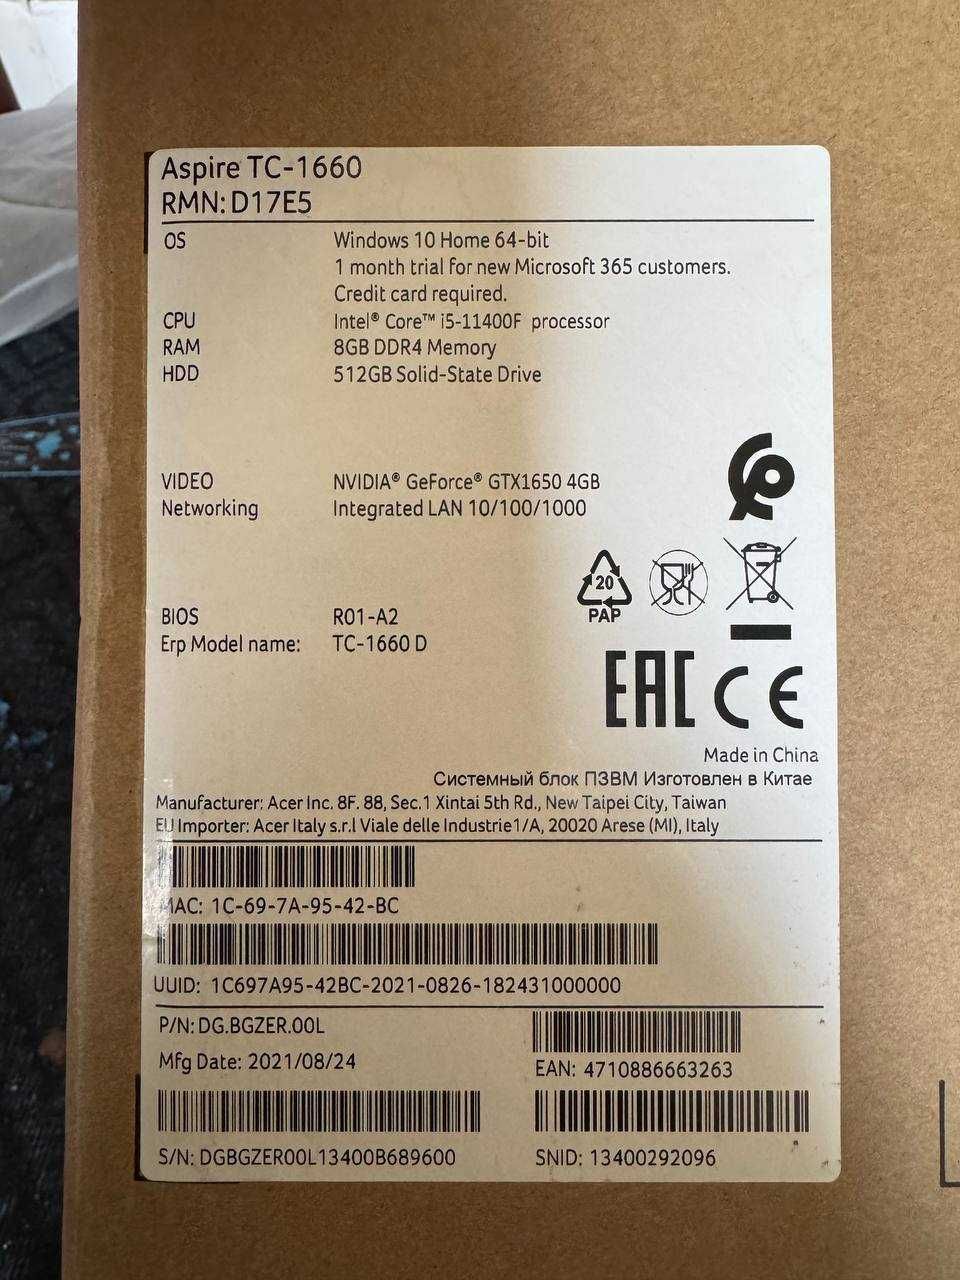 Aspire TC-1660
RMN: D17E5
OS Windows 10 Home 64-bit
1 month trial for new Microsoft 365 customers.
Credit card required.
CPU Intel® Core™ i5-11400F processor
RAM 8GB DDR4 Memory
HDD 512GB Solid-State Drive
VIDEO NVIDIA® GeForce® GTX1650 4GB
Networking Integrated LAN 10/100/1000
20
PAP
BIOS R01-A2
Erp Model name: TC-1660 D
EAC CE
Made in China
Системный блок ПЗВМ Изготовлен в Китае
Manufacturer: Acer Inc. 8F. 88, Sec.1 Xintai 5th Rd., New Taipei City, Taiwan
EU Importer: Acer Italy s.r.l Viale delle Industrie1/A, 20020 Arese (MI), Italy
MAC: 1C-69-7A-95-42-BC
UUID: 1C697A95-42BC-2021-0826-182431000000
P/N: DG.BGZER.00L
Mfg Date: 2021/08/24
EAN: 4710886663263
S/N: DGBGZER00L13400B689600
SNID: 13400292096